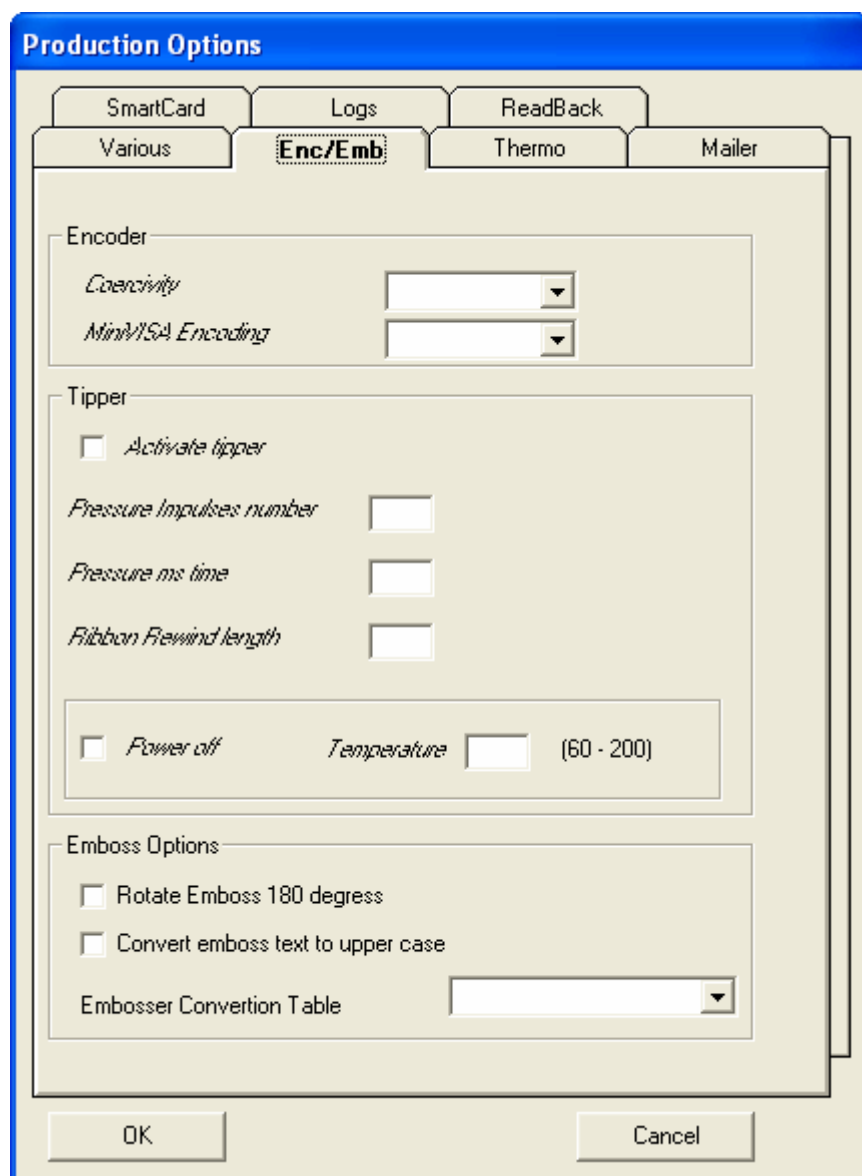 Production Options
SmartCard Logs ReadBack
Various Enc/Emb Thermo Mailer
Encoder
Coercivity
MiniVISA Encoding
Tipper
Activate tipper
Pressure Impulses number
Pressure ms time
Ribbon Rewind length
Power off Temperature (60 - 200)
Emboss Options
Rotate Emboss 180 degress
Convert emboss text to upper case
Embosser Convertion Table
OK Cancel